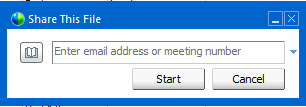 Share This File
Enter email address or meeting number
Start Cancel